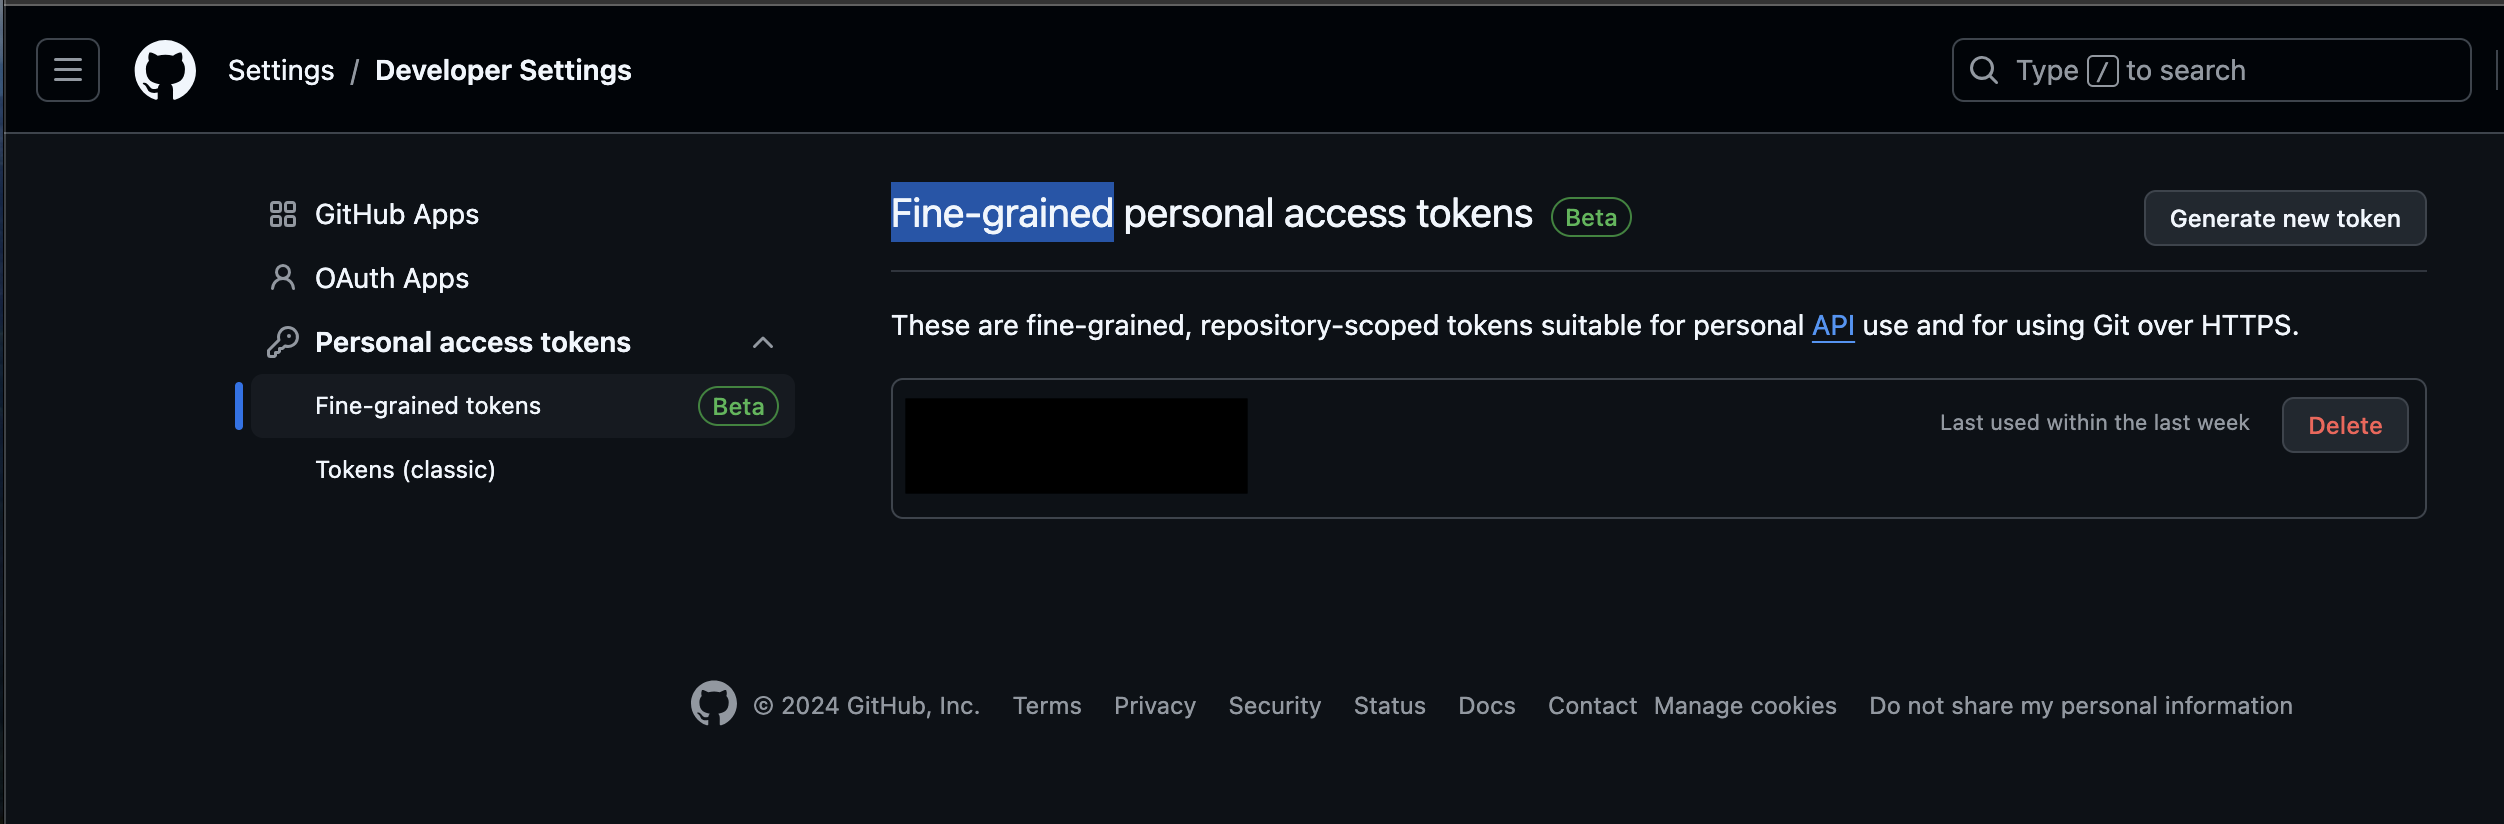 Settings / Developer Settings
Type / to search
GitHub Apps
OAuth Apps
Personal access tokens
Fine-grained tokens Beta
Tokens (classic)
Fine-grained personal access tokens Beta
Generate new token
These are fine-grained, repository-scoped tokens suitable for personal API use and for using Git over HTTPS.
Last used within the last week
Delete
© 2024 GitHub, Inc. Terms Privacy Security Status Docs Contact Manage cookies Do not share my personal information